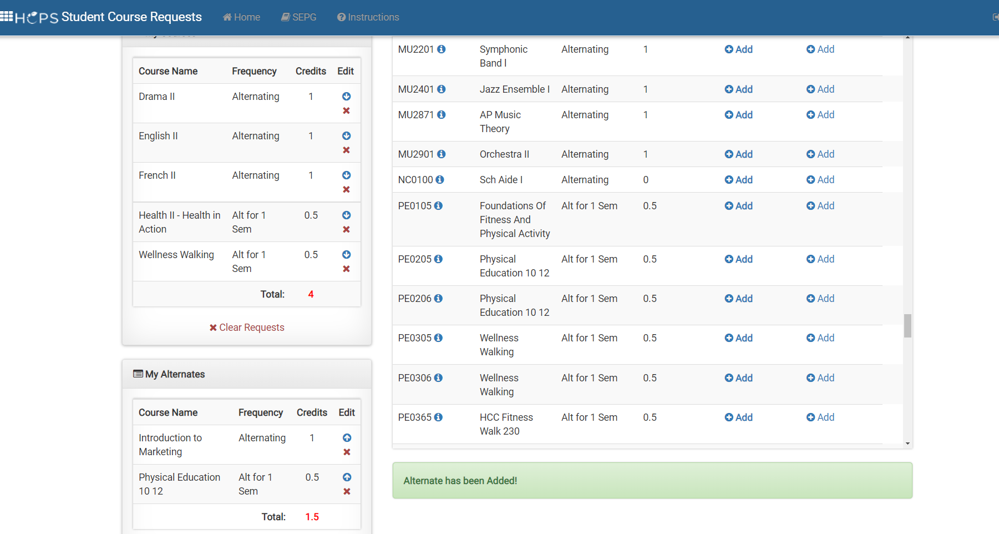 HCPS Student Course Requests Home SEPG Instructions
My Courses
Course Name Frequency Credits Edit
Drama II Alternating 1
English II Alternating 1
French II Alternating 1
Health II - Health in Alt for 1 0.5
Action Sem
Wellness Walking Alt for 1 0.5
Sem
Total: 4
Clear Requests
My Alternates
Course Name Frequency Credits Edit
Introduction to Alternating 1
Marketing
Physical Education Alt for 1 0.5
10 12 Sem
Total: 1.5
MU2201 Symphonic Alternating 1 Add Add
Band I
MU2401 Jazz Ensemble I Alternating 1 Add Add
MU2871 AP Music Alternating 1 Add Add
Theory
MU2901 Orchestra II Alternating 1 Add Add
NC0100 Sch Aide I Alternating 0 Add Add
PE0105 Foundations Of Alt for 1 Sem 0.5 Add Add
Fitness And
Physical Activity
PE0205 Physical Alt for 1 Sem 0.5 Add Add
Education 10 12
PE0206 Physical Alt for 1 Sem 0.5 Add Add
Education 10 12
PE0305 Wellness Alt for 1 Sem 0.5 Add Add
Walking
PE0306 Wellness Alt for 1 Sem 0.5 Add Add
Walking
PE0365 HCC Fitness Alt for 1 Sem 0.5 Add Add
Walk 230
Alternate has been Added!